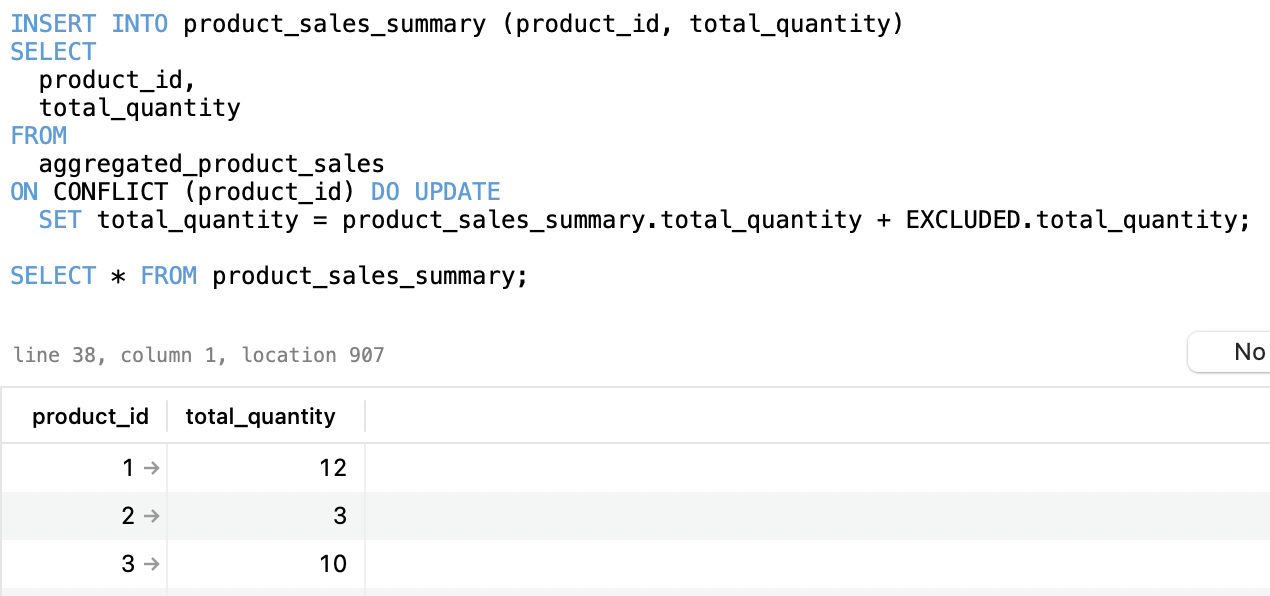 INSERT INTO product_sales_summary (product_id, total_quantity)
SELECT
product_id,
total_quantity
FROM
aggregated_product_sales
ON CONFLICT (product_id) DO UPDATE
SET total_quantity = product_sales_summary.total_quantity + EXCLUDED.total_quantity;
SELECT * FROM product_sales_summary;
line 38, column 1, location 907
No
product_id total_quantity
1 → 12
2 → 3
3 → 10